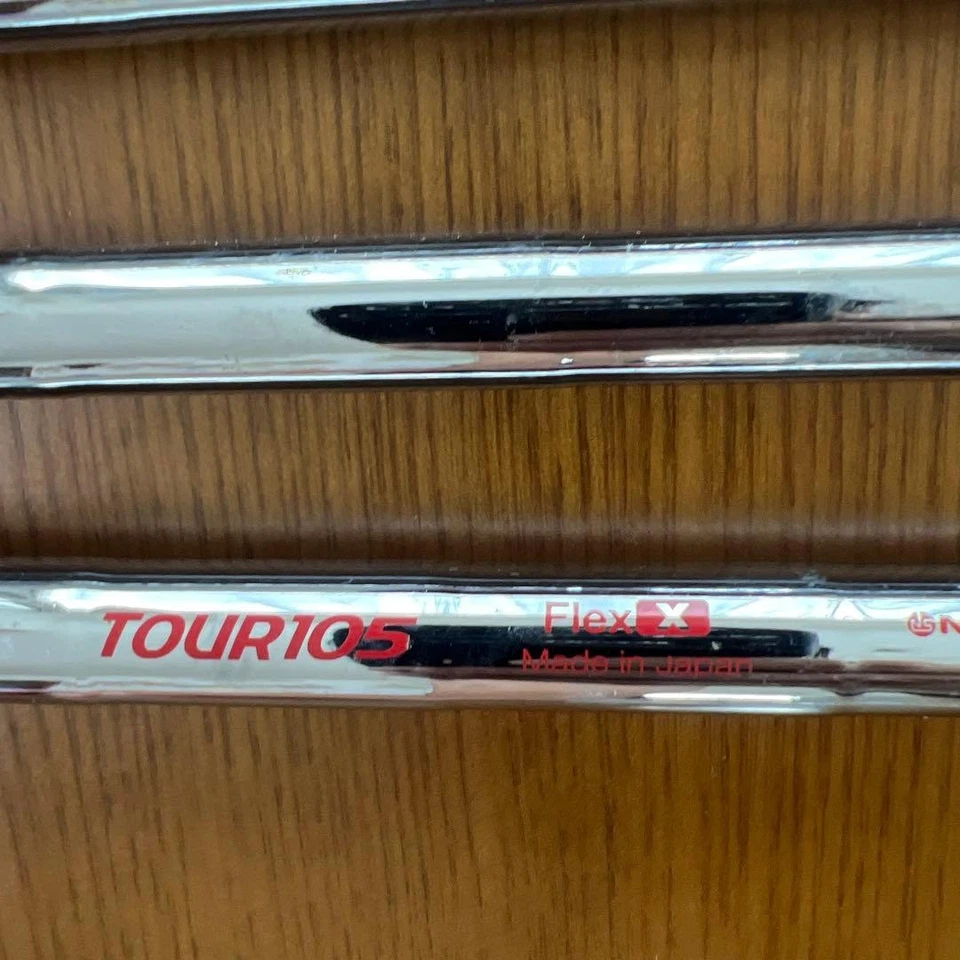 TOUR105
Flex X
Made in Japan
N